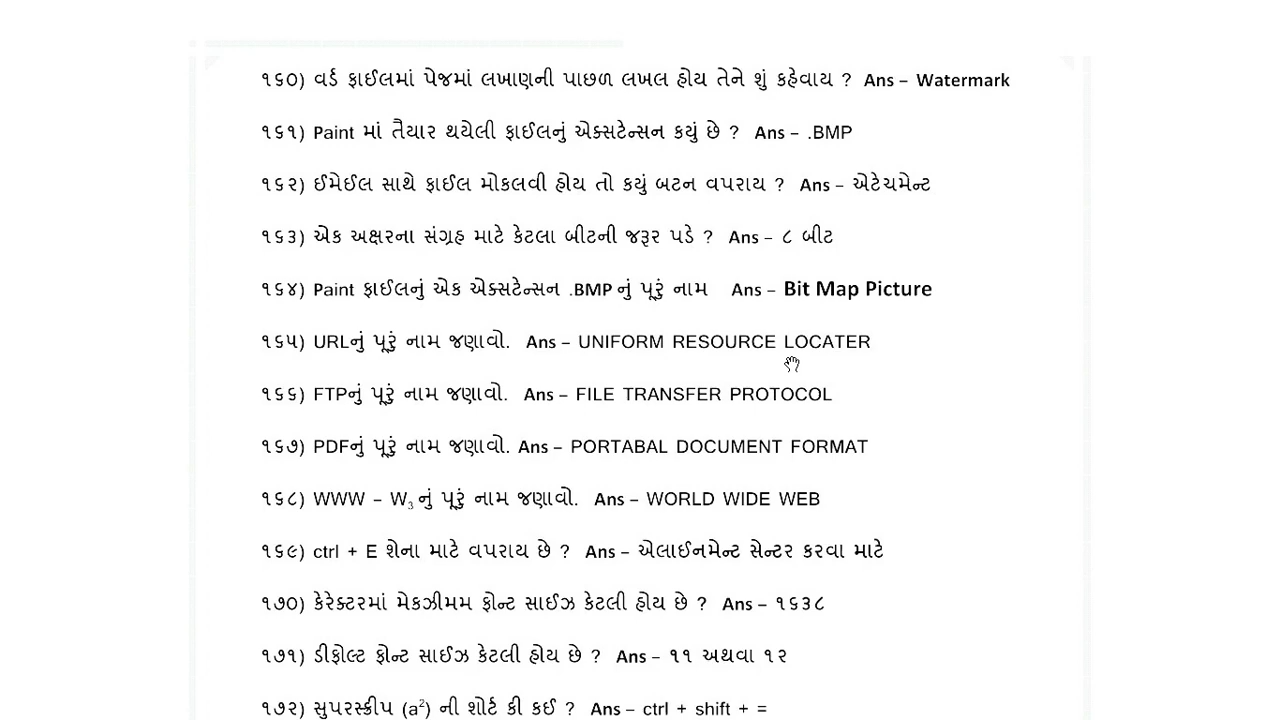 ૧૬૦) વર્ડ ફાઈલમાં પેજમાં લખાણની પાછળ લખલ હોય તેને શું કહેવાય ? Ans – Watermark
૧૬૧) Paint માં તૈયાર થયેલી ફાઈલનું એક્સટેન્સન કયું છે ? Ans – .BMP
૧૬૨) ઈમેઈલ સાથે ફાઈલ મોકલવી હોય તો કયું બટન વપરાય ? Ans – એટેચમેન્ટ
૧૬૩) એક અક્ષરના સંગ્રહ માટે કેટલા બીટની જરૂર પડે ? Ans – ૮ બીટ
૧૬૪) Paint ફાઈલનું એક એક્સટેન્સન .BMP નું પૂરું નામ Ans – Bit Map Picture
૧૬૫) URLનું પૂરું નામ જણાવો. Ans – UNIFORM RESOURCE LOCATER
૧૬૬) FTPનું પૂરું નામ જણાવો. Ans – FILE TRANSFER PROTOCOL
૧૬૭) PDFનું પૂરું નામ જણાવો. Ans – PORTABAL DOCUMENT FORMAT
૧૬૮) WWW – W₃ નું પૂરું નામ જણાવો. Ans – WORLD WIDE WEB
૧૬૯) ctrl + E શેના માટે વપરાય છે ? Ans – એલાઈનમેન્ટ સેન્ટર કરવા માટે
૧૭૦) કેરેક્ટરમાં મેકઝીમમ ફોન્ટ સાઈઝ કેટલી હોય છે ? Ans – ૧૬૩૮
૧૭૧) ડીફોલ્ટ ફોન્ટ સાઈઝ કેટલી હોય છે ? Ans – ૧૧ અથવા ૧૨
૧૭૨) સુપરસ્ક્રીપ (a²) ની શોર્ટ કી કઈ ? Ans – ctrl + shift + =